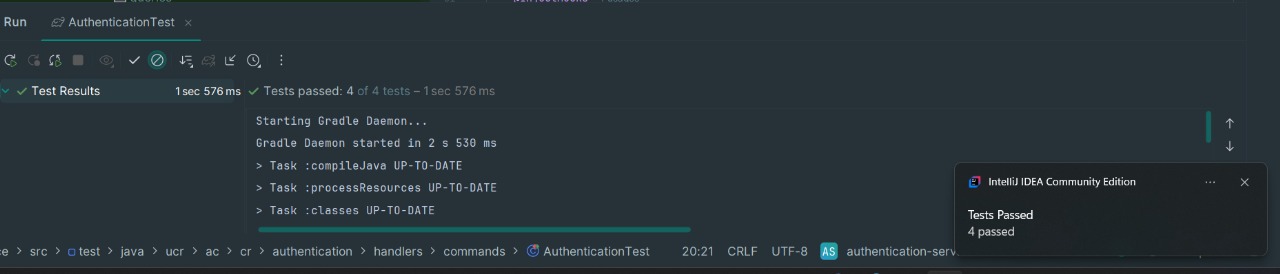 Run AuthenticationTest ×
Test Results 1 sec 576 ms
Tests passed: 4 of 4 tests – 1 sec 576 ms
Starting Gradle Daemon...
Gradle Daemon started in 2 s 530 ms
> Task :compileJava UP-TO-DATE
> Task :processResources UP-TO-DATE
> Task :classes UP-TO-DATE
IntelliJ IDEA Community Edition
Tests Passed
4 passed
src > test > java > ucr > ac > cr > authentication > handlers > commands > AuthenticationTest 20:21 CRLF UTF-8 AS